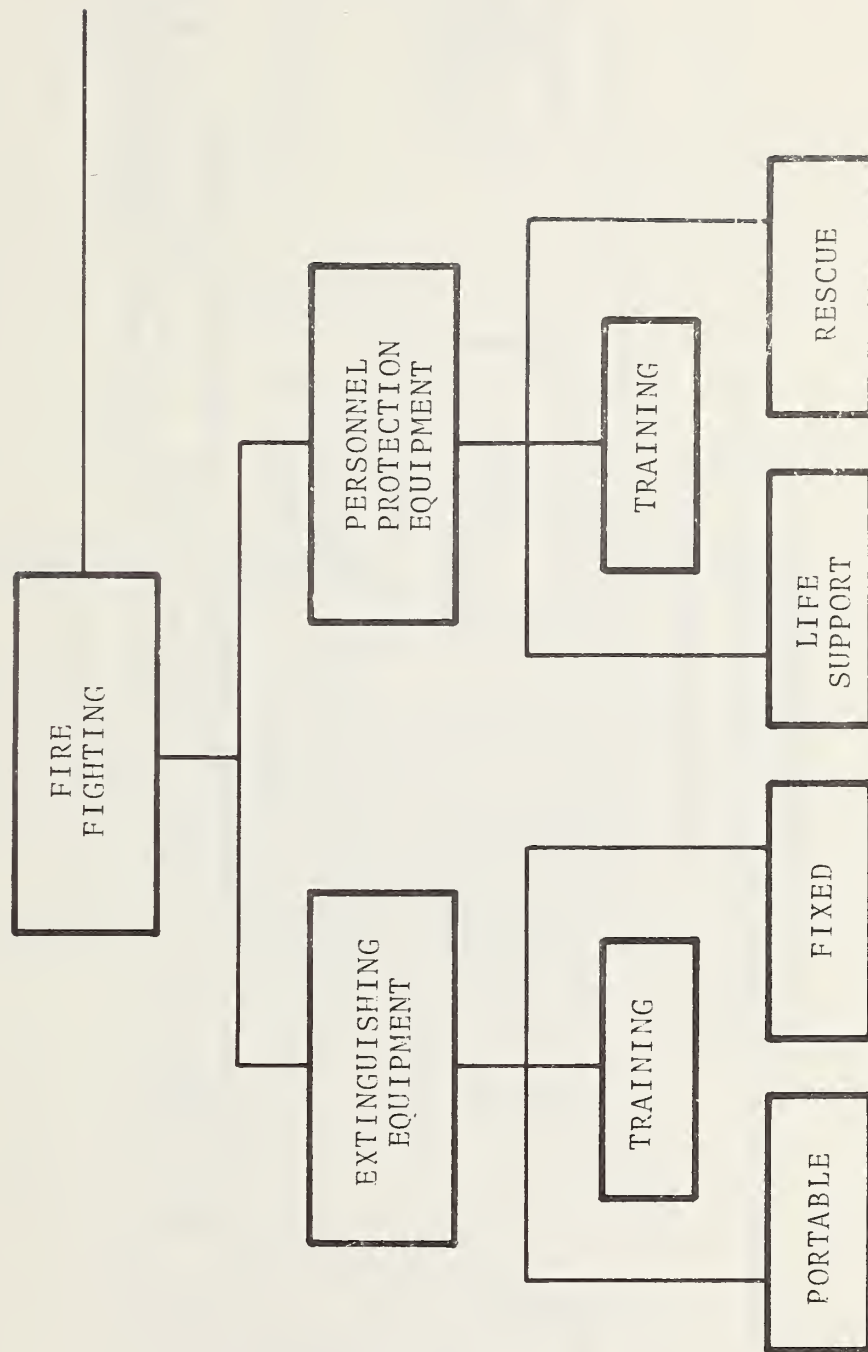 FIRE
FIGHTING
EXTINGUISHING
EQUIPMENT
PERSONNEL
PROTECTION
EQUIPMENT
TRAINING
TRAINING
PORTABLE
FIXED
LIFE
SUPPORT
RESCUE